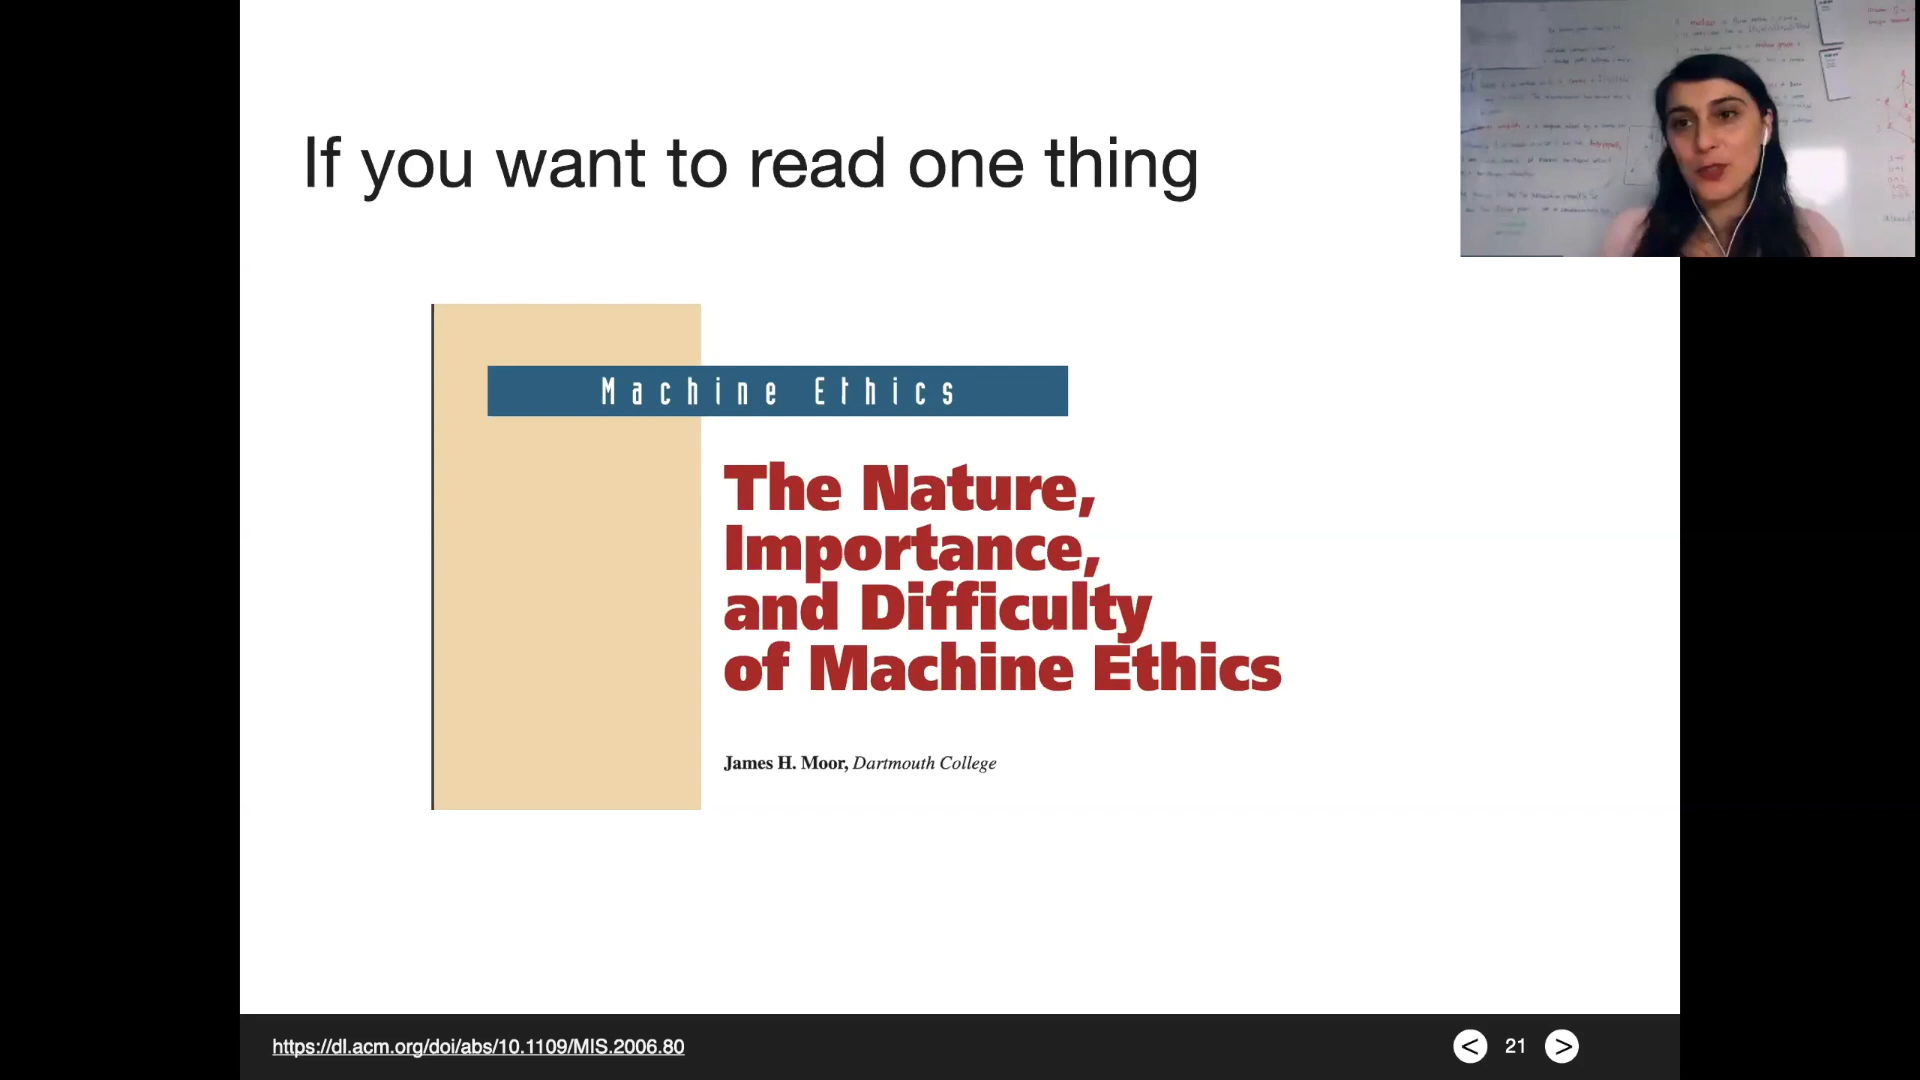 If you want to read one thing
Machine Ethics
The Nature,
Importance,
and Difficulty
of Machine Ethics
James H. Moor, Dartmouth College
https://dl.acm.org/doi/abs/10.1109/MIS.2006.80
< 21 >